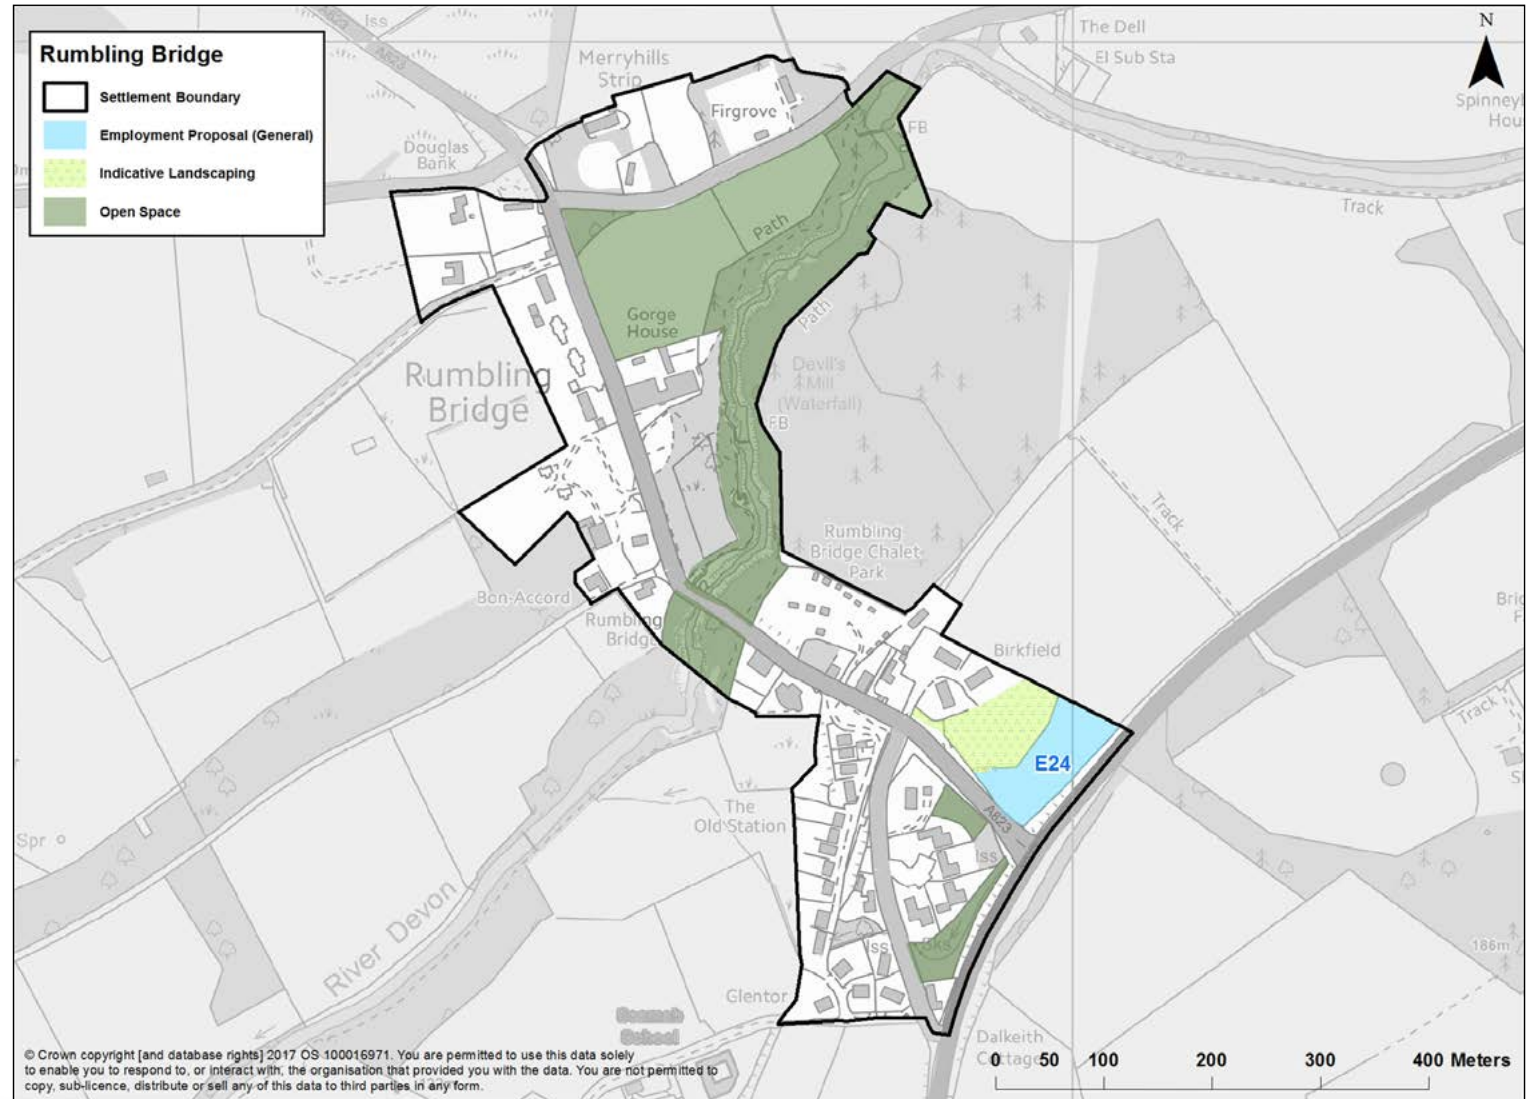 Rumbling Bridge
Settlement Boundary
Employment Proposal (General)
Indicative Landscaping
Open Space
N
Iss
A823
Merryhills
Strip
The Dell
El Sub Sta
Firgrove
FB
Douglas
Bank
Track
Path
Path
Gorge
House
Rumbling
Bridge
Devil's
Mill
(Waterfall)
FB
Track
Rumbling
Bridge Chalet
Park
Bon-Accord
Rumbling
Bridge
Birkfield
Track
E24
A823
The
Old Station
Spr
Iss
River Devon
Iss
186m
Glentor
School
Dalkeith
Cottage
0 50 100 200 300 400 Meters
© Crown copyright [and database rights] 2017 OS 100016971. You are permitted to use this data solely
to enable you to respond to, or interact with, the organisation that provided you with the data. You are not permitted to
copy, sub-licence, distribute or sell any of this data to third parties in any form.